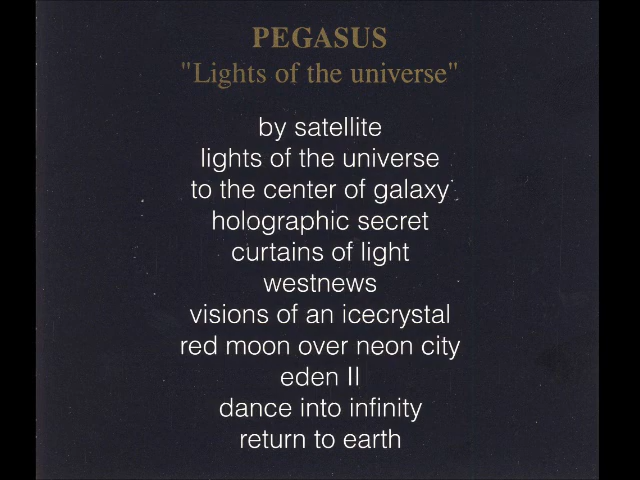 PEGASUS
"Lights of the universe"
by satellite
lights of the universe
to the center of galaxy
holographic secret
curtains of light
westnews
visions of an icecrystal
red moon over neon city
eden II
dance into infinity
return to earth